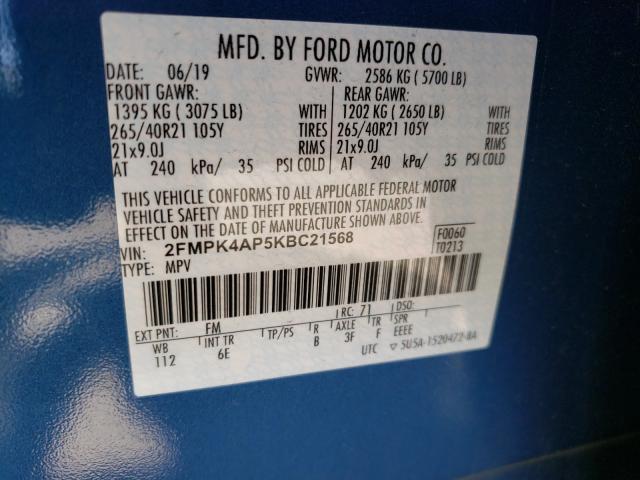 MFD. BY FORD MOTOR CO.
DATE: 06/19 GVWR: 2586 KG ( 5700 LB)
FRONT GAWR: REAR GAWR:
1395 KG ( 3075 LB) WITH 1202 KG ( 2650 LB) WITH
265/40R21 105Y TIRES 265/40R21 105Y TIRES
21x9.0J RIMS 21x9.0J RIMS
AT 240 kPa/ 35 PSI COLD AT 240 kPa/ 35 PSI COLD
THIS VEHICLE CONFORMS TO ALL APPLICABLE FEDERAL MOTOR
VEHICLE SAFETY AND THEFT PREVENTION STANDARDS IN
EFFECT ON THE DATE OF MANUFACTURE SHOWN ABOVE.
VIN: 2FMPK4AP5KBC21568 F0060
TYPE: MPV T0213
EXT PNT: FM RC: 71 DSO:
WB INT TR TP/PS R AXLE TR SPR
112 6E B 3F F EEEE
UTC 5U5A-1520472-BA